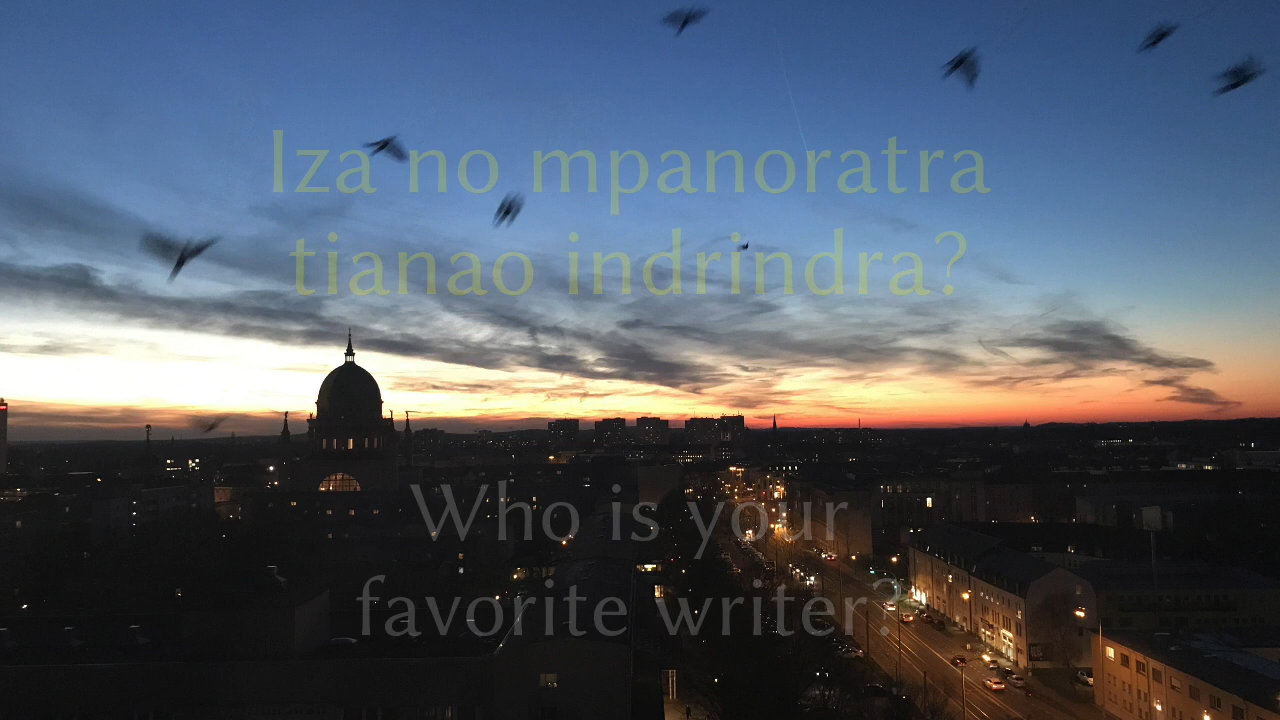 Iza no mpanoratra
tianao indrindra?
Who is your
favorite writer?